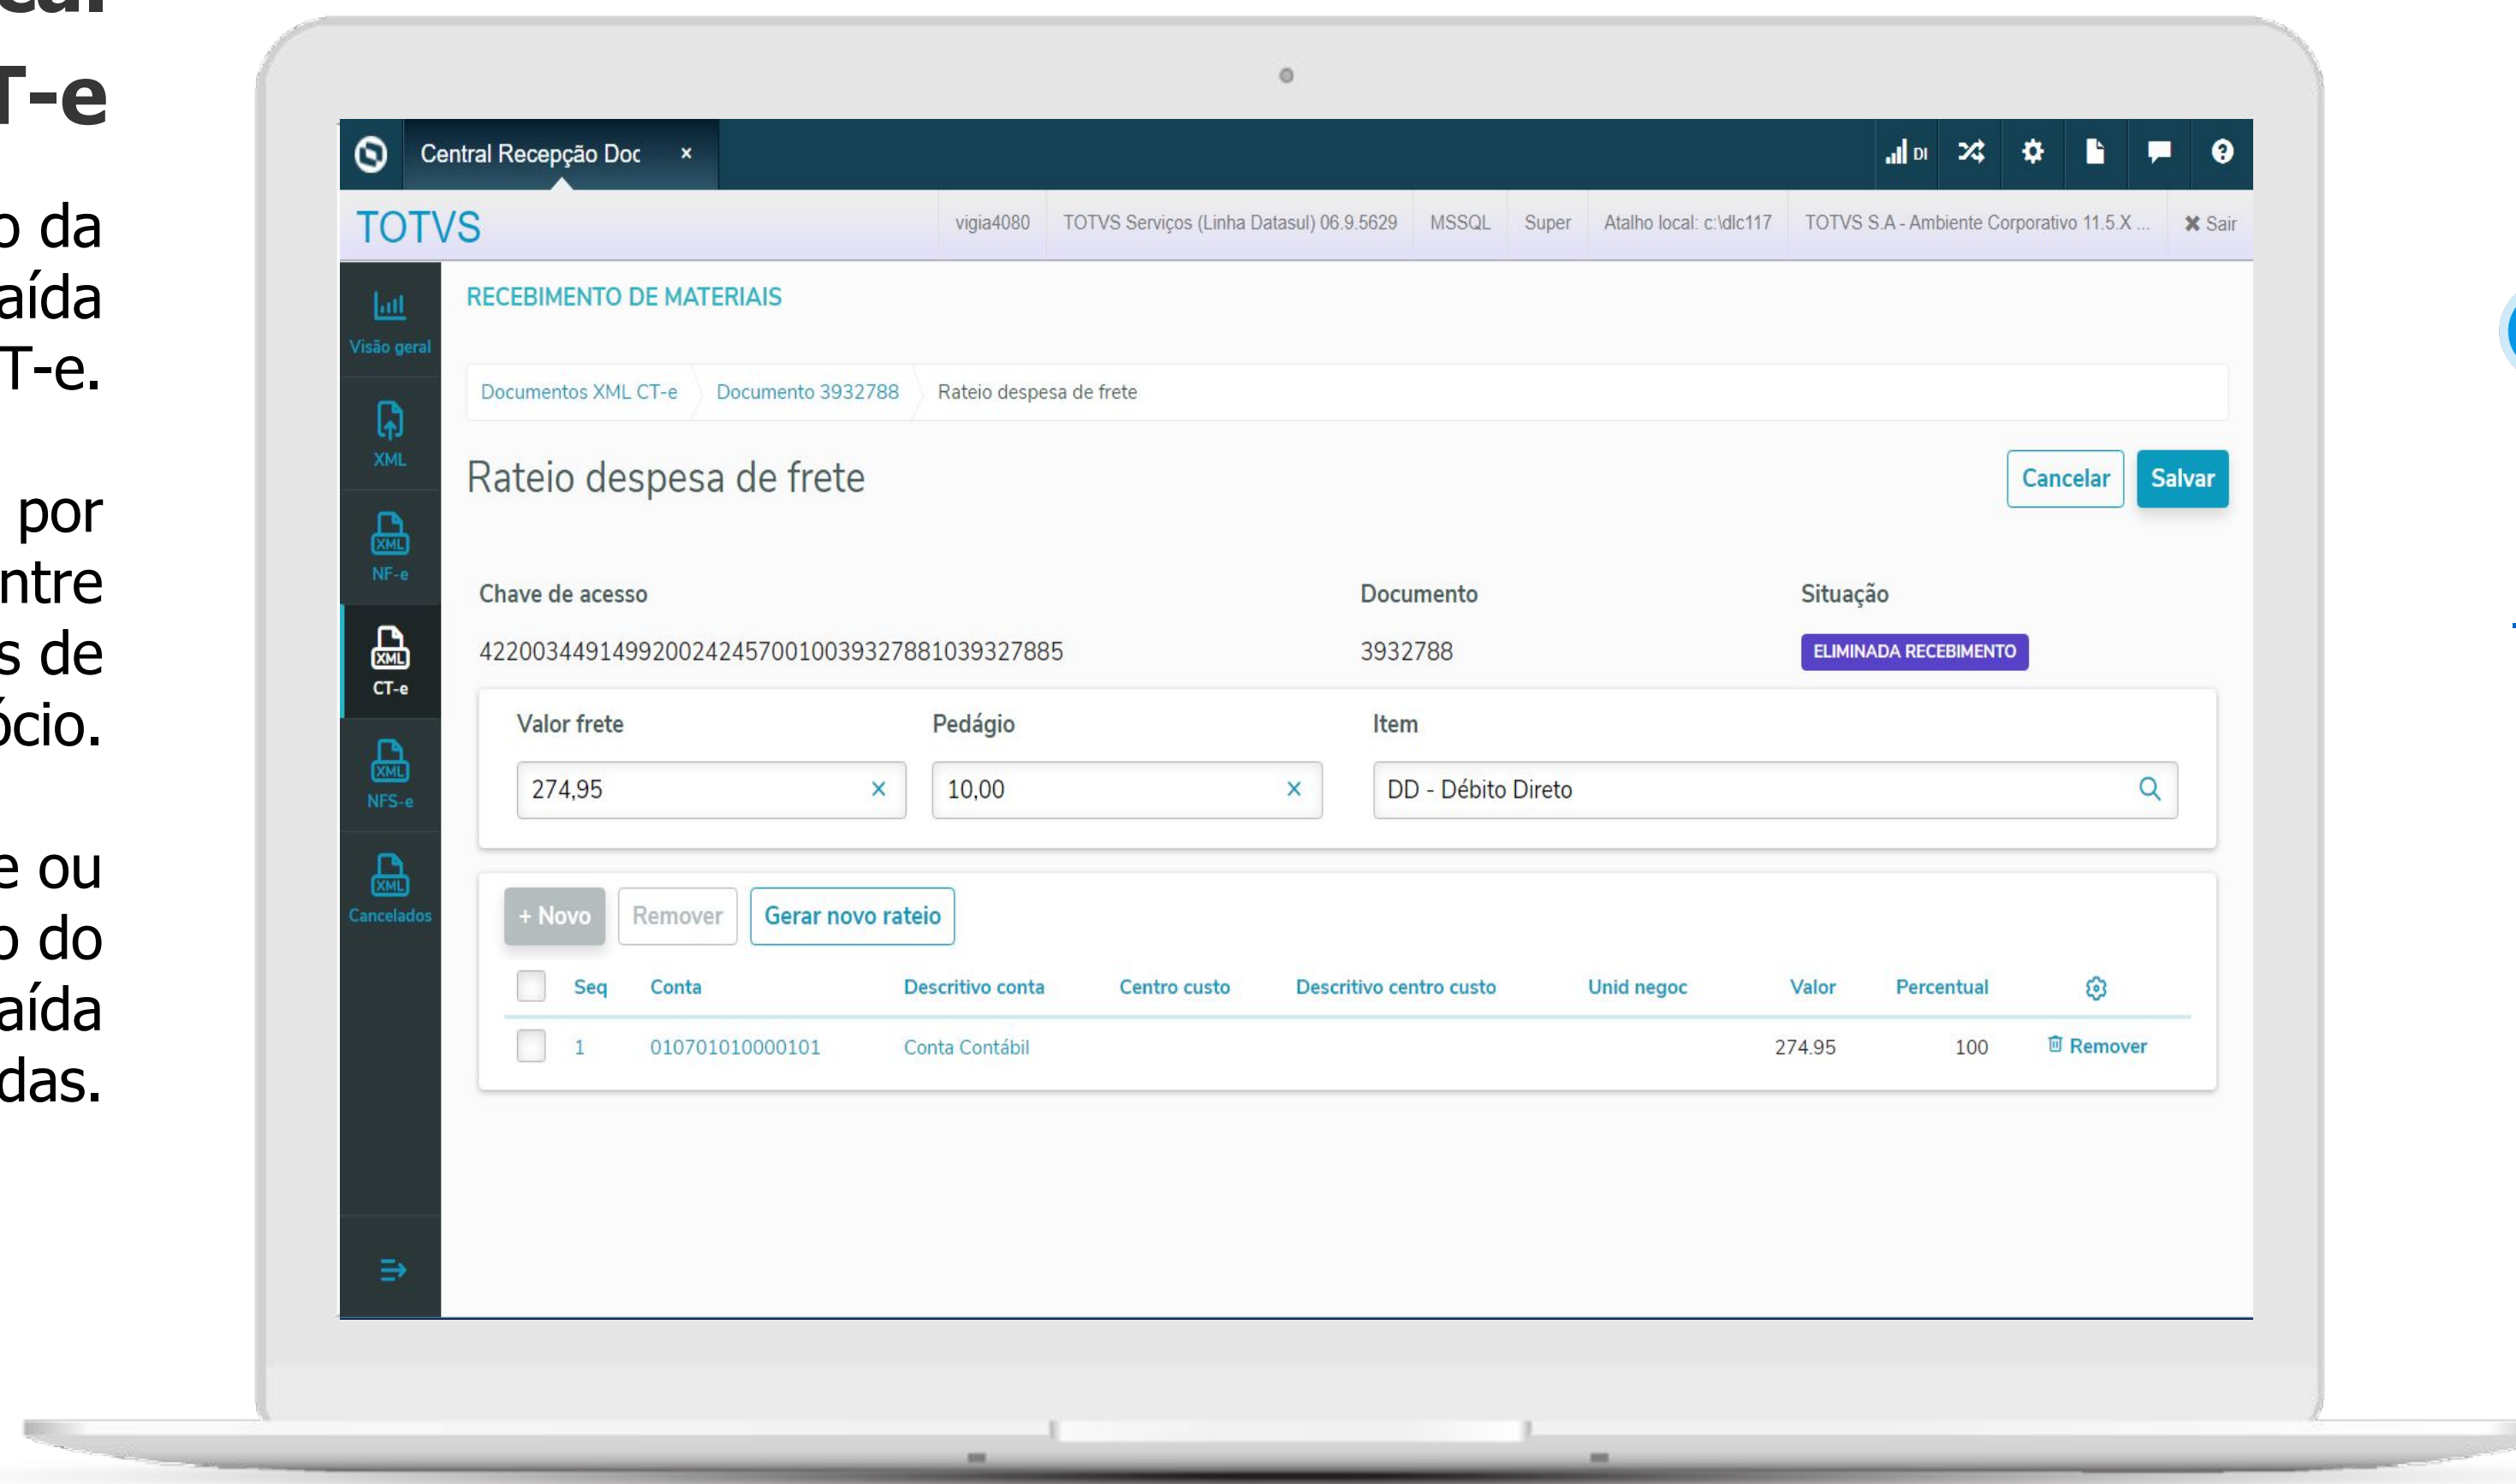 T-e
o da
aída
T-e.
por
ntre
s de
ócio.
e ou
o do
aída
das.
Central Recepção Doc ×
DI
TOTVS
vigia4080 TOTVS Serviços (Linha Datasul) 06.9.5629 MSSQL Super Atalho local: c:\dlc117 TOTVS S.A - Ambiente Corporativo 11.5.X ... ✖ Sair
Visão geral
XML
XML
NF-e
XML
CT-e
XML
NFS-e
XML
Cancelados
RECEBIMENTO DE MATERIAIS
Documentos XML CT-e Documento 3932788 Rateio despesa de frete
Rateio despesa de frete
Cancelar Salvar
Chave de acesso Documento Situação
42200344914992002424570010039327881039327885 3932788 ELIMINADA RECEBIMENTO
Valor frete Pedágio Item
274,95 × 10,00 × DD - Débito Direto
+ Novo Remover Gerar novo rateio
Seq Conta Descritivo conta Centro custo Descritivo centro custo Unid negoc Valor Percentual
1 010701010000101 Conta Contábil 274.95 100 Remover